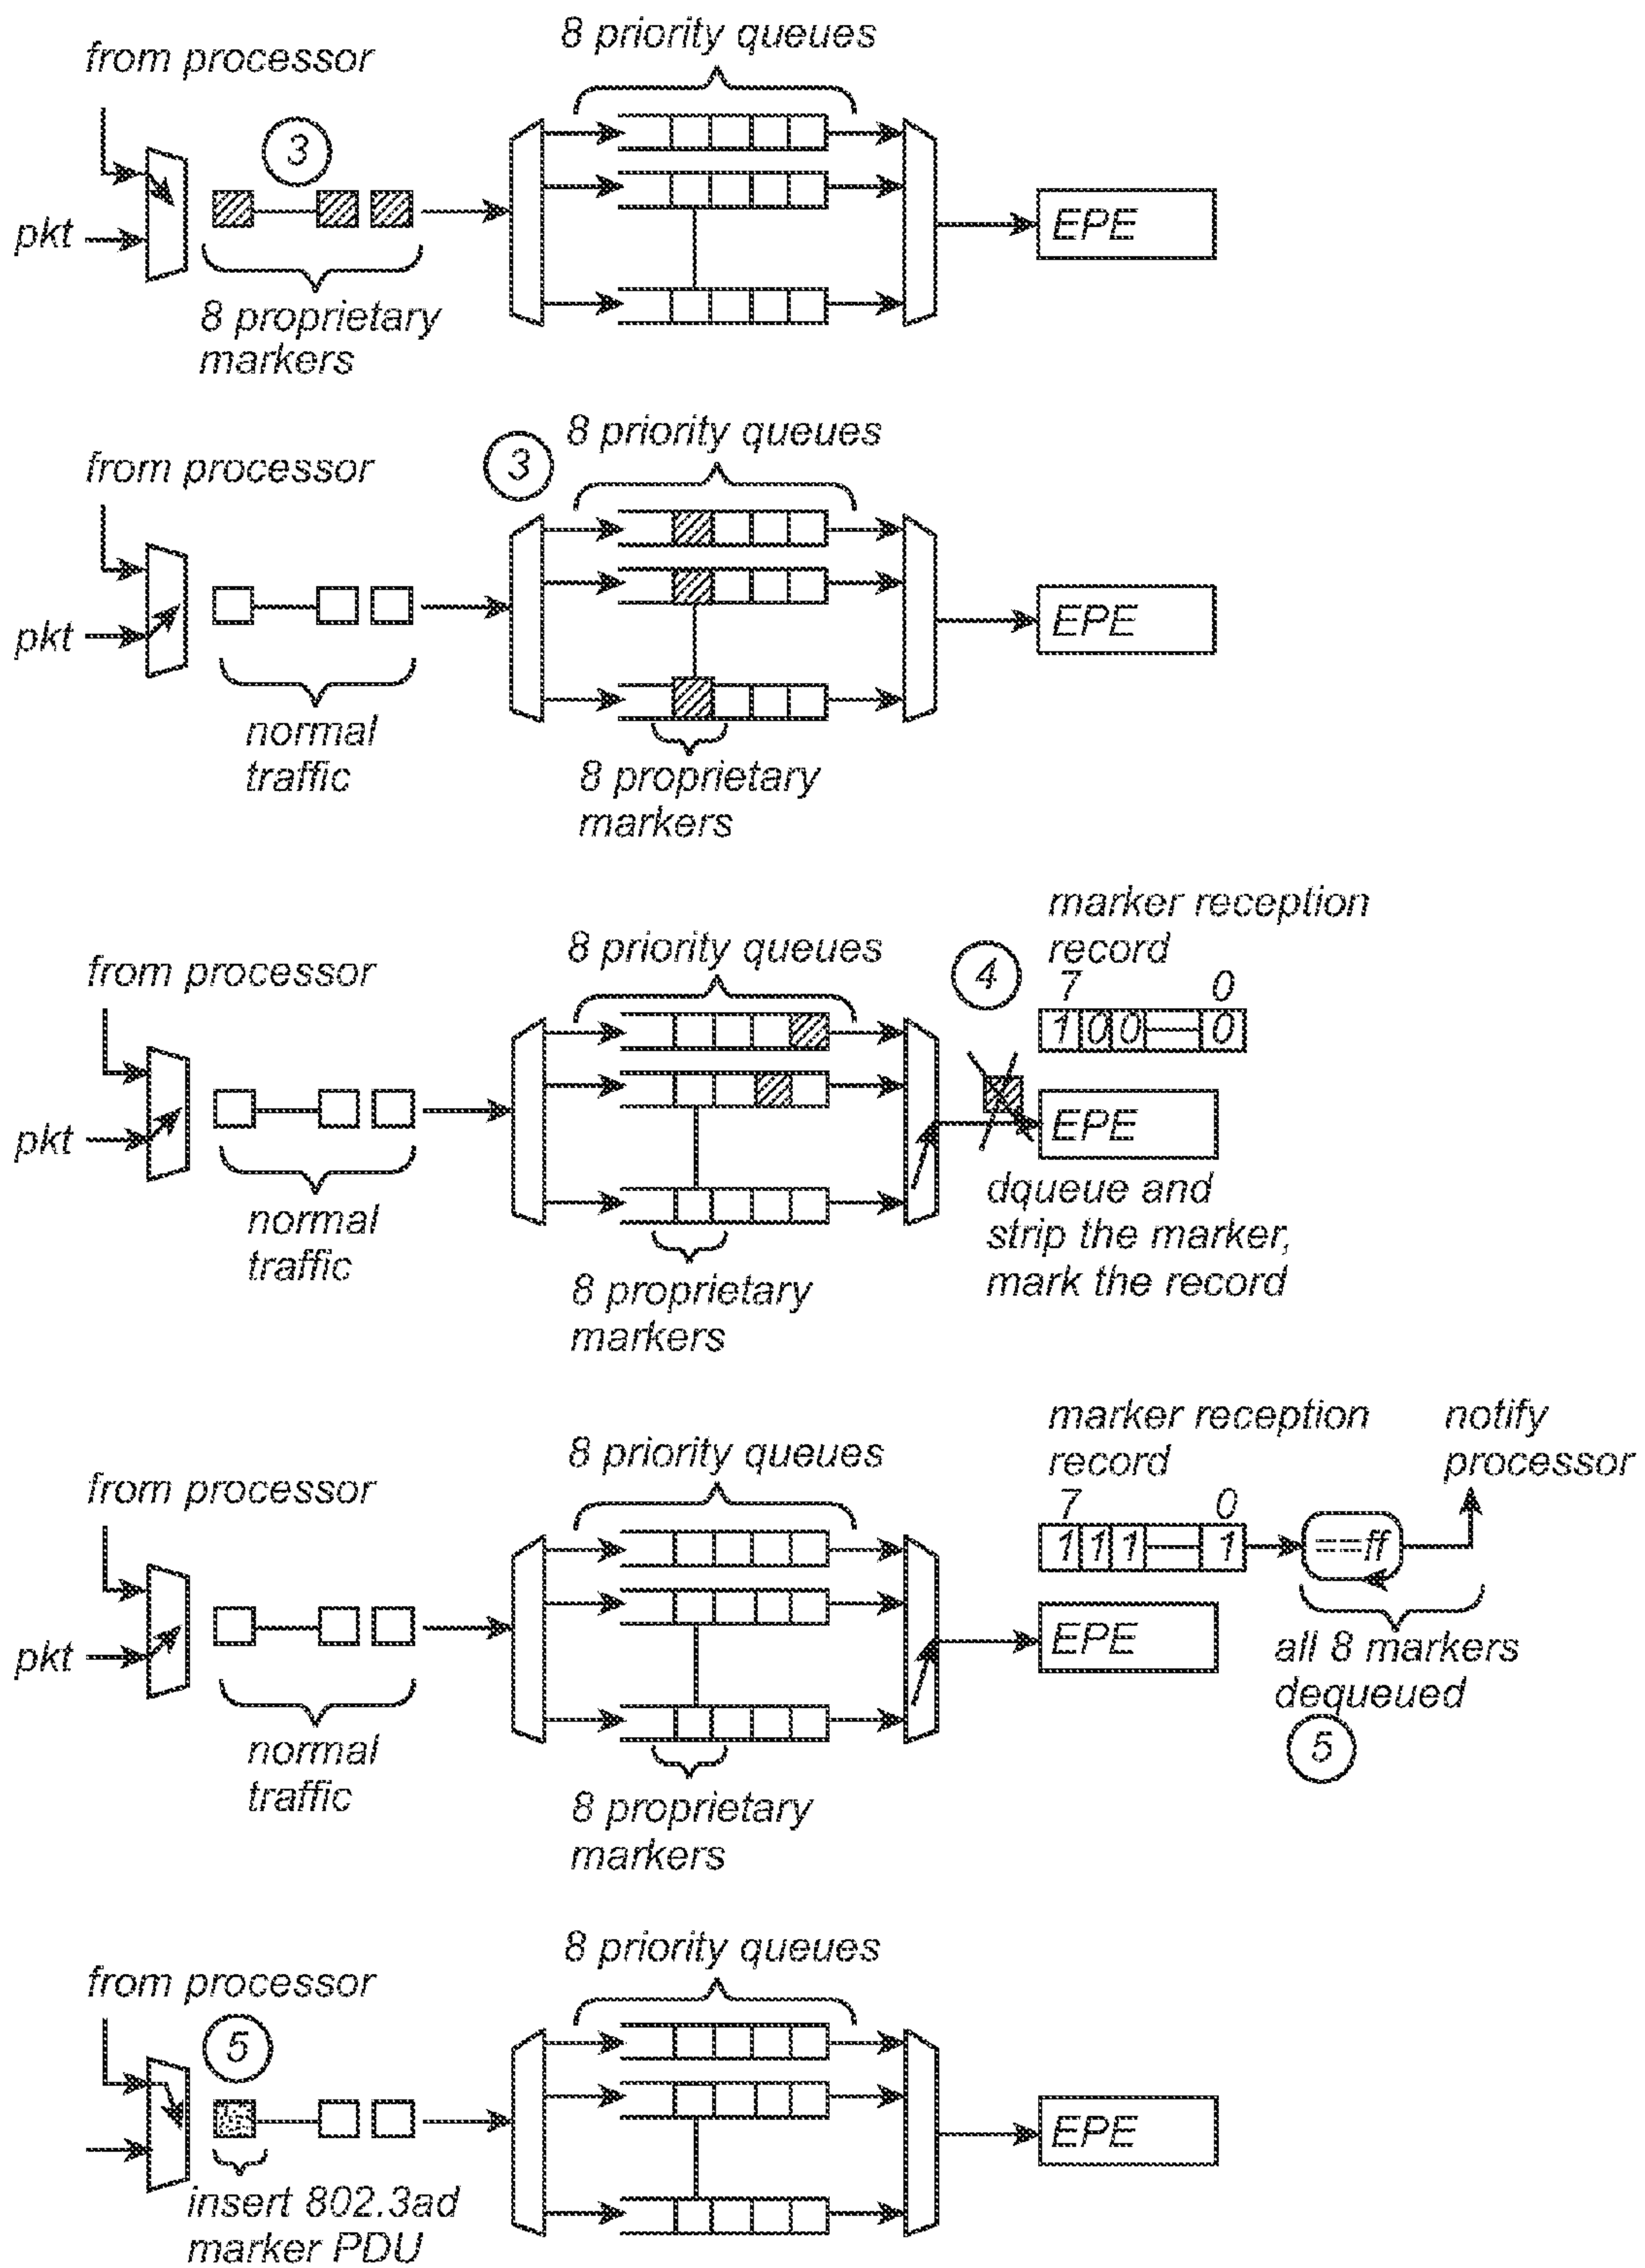 8 priority queues
from processor
3
pkt
EPE
8 proprietary
markers
8 priority queues
3
from processor
pkt
EPE
normal
traffic
8 proprietary
markers
marker reception
record
8 priority queues
4
from processor
7 0
1 0 0 0
pkt
EPE
dqueue and
strip the marker,
mark the record
normal
traffic
8 proprietary
markers
marker reception
record
notify
processor
8 priority queues
from processor
7 0
1 1 1 1
==ff
pkt
EPE
all 8 markers
dequeued
5
normal
traffic
8 proprietary
markers
8 priority queues
from processor
5
EPE
insert 802.3ad
marker PDU